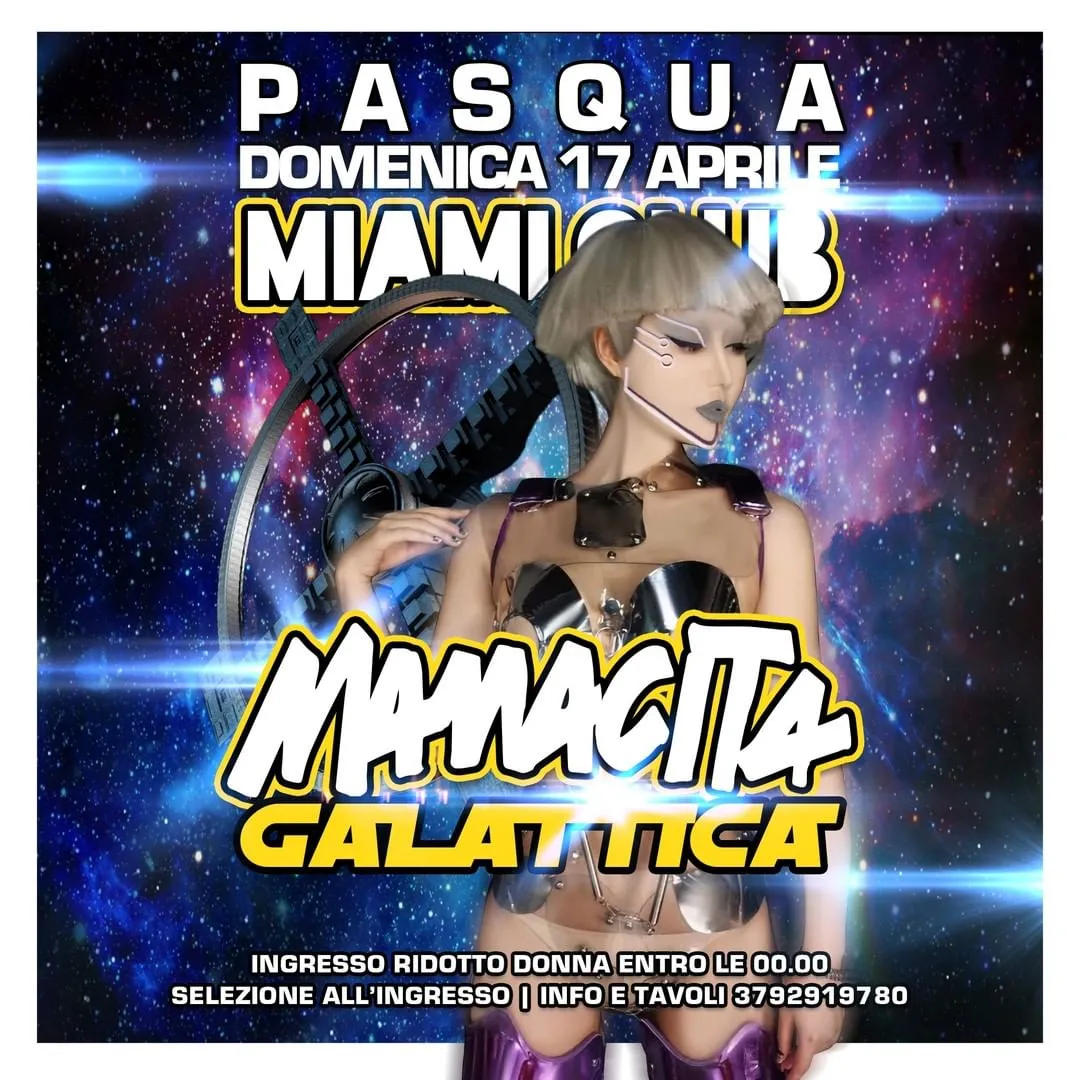 PASQUA
DOMENICA 17 APRILE
MIAMI CLUB
MAMACITA
GALATTICA
INGRESSO RIDOTTO DONNA ENTRO LE 00.00
SELEZIONE ALL'INGRESSO | INFO E TAVOLI 3792919780